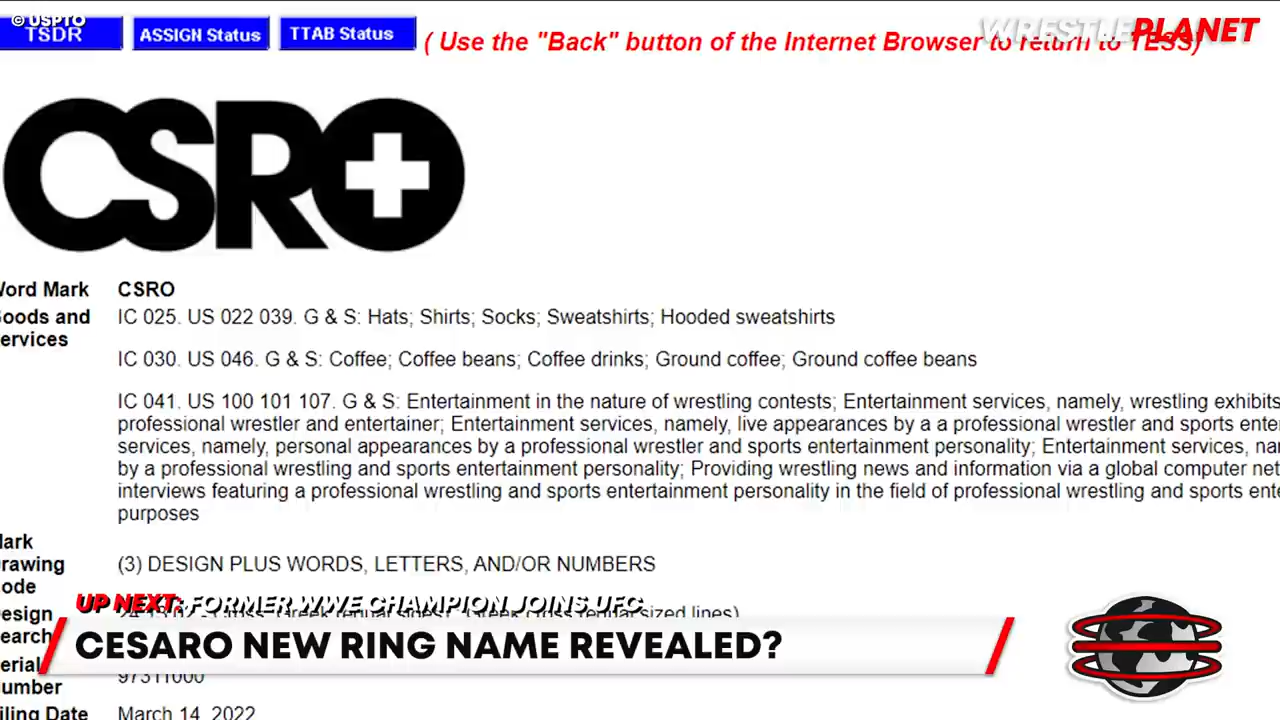 © USPTO
TSDR
ASSIGN Status
TTAB Status
( Use the "Back" button of the Internet Browser to return to TESS)
WRESTLEPLANET
CSRO
Word Mark CSRO
Goods and Services
IC 025. US 022 039. G & S: Hats; Shirts; Socks; Sweatshirts; Hooded sweatshirts
IC 030. US 046. G & S: Coffee; Coffee beans; Coffee drinks; Ground coffee; Ground coffee beans
IC 041. US 100 101 107. G & S: Entertainment in the nature of wrestling contests; Entertainment services, namely, wrestling exhibits
professional wrestler and entertainer; Entertainment services, namely, live appearances by a a professional wrestler and sports enter
services, namely, personal appearances by a professional wrestler and sports entertainment personality; Entertainment services, nam
by a professional wrestling and sports entertainment personality; Providing wrestling news and information via a global computer net
interviews featuring a professional wrestling and sports entertainment personality in the field of professional wrestling and sports ente
purposes
Mark
Drawing
Code
(3) DESIGN PLUS WORDS, LETTERS, AND/OR NUMBERS
Design
Search
UP NEXT: FORMER WWE CHAMPION JOINS UFC
CESARO NEW RING NAME REVEALED?
Serial
Number
97311000
Filing Date March 14, 2022